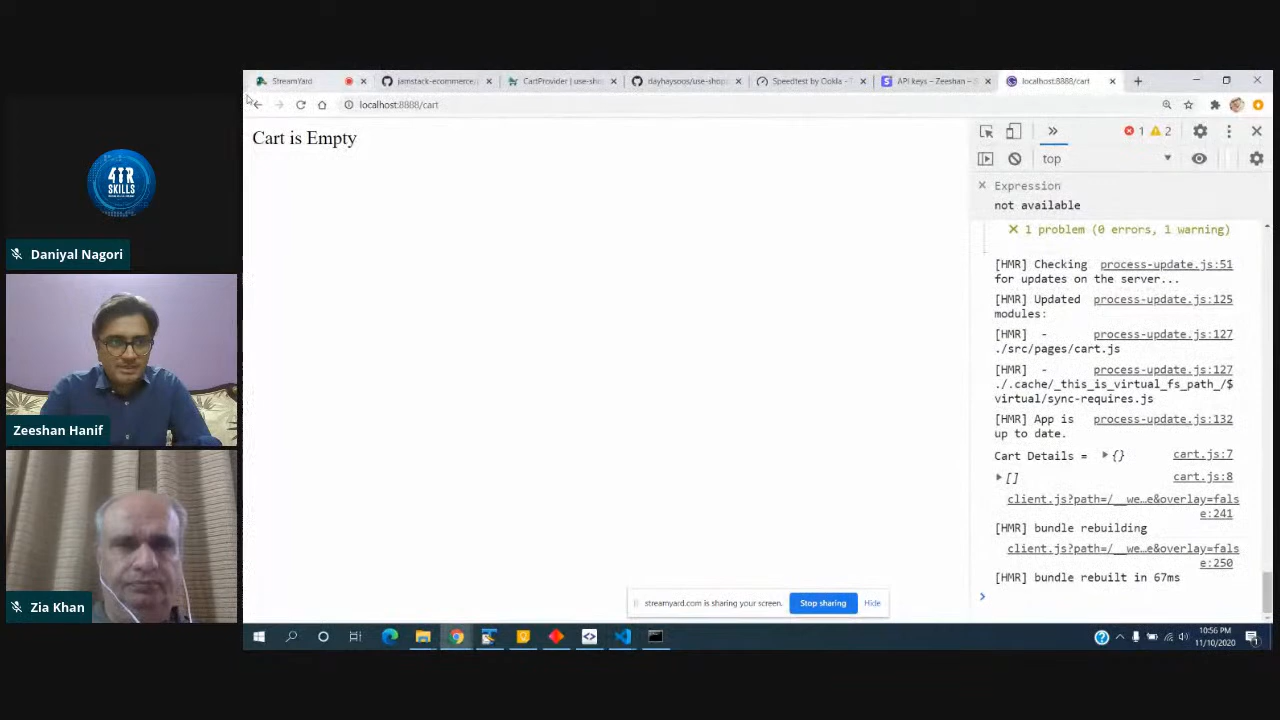 4IR
SKILLS
Daniyal Nagori
Zeeshan Hanif
Zia Khan
StreamYard
jamstack-ecommerce
CartProvider | use-sho
dayhaysoos/use-shop
Speedtest by Ookla - T
API keys – Zeeshan – S
localhost:8888/cart
localhost:8888/cart
Cart is Empty
1
2
top
Expression
not available
1 problem (0 errors, 1 warning)
[HMR] Checking process-update.js:51
for updates on the server...
[HMR] Updated process-update.js:125
modules:
[HMR] - process-update.js:127
./src/pages/cart.js
[HMR] - process-update.js:127
./.cache/_this_is_virtual_fs_path_/$
virtual/sync-requires.js
[HMR] App is process-update.js:132
up to date.
Cart Details = {} cart.js:7
[] cart.js:8
client.js?path=/__we…e&overlay=fals
e:241
[HMR] bundle rebuilding
client.js?path=/__we…e&overlay=fals
e:250
[HMR] bundle rebuilt in 67ms
streamyard.com is sharing your screen.
Stop sharing
Hide
10:56 PM
11/10/2020